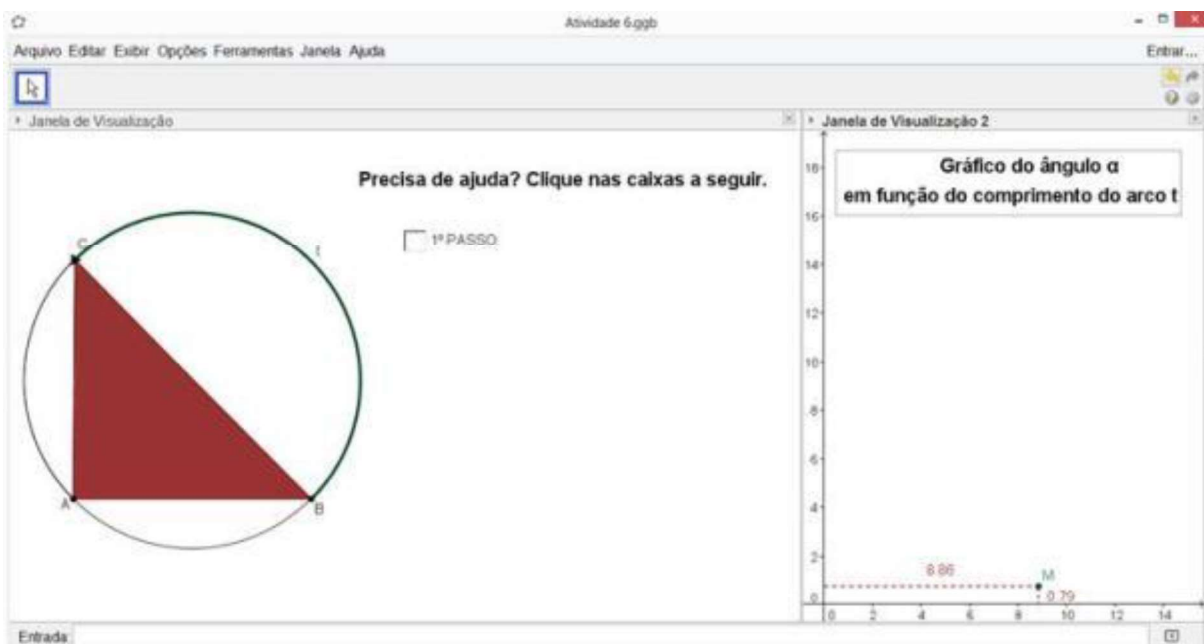 Atividade 6.ggb
Arquivo Editar Exibir Opções Ferramentas Janela Ajuda
Entrar...
Janela de Visualização
Janela de Visualização 2
Precisa de ajuda? Clique nas caixas a seguir.
1º PASSO
C
t
A
B
Gráfico do ângulo α
em função do comprimento do arco t
18
16
14
12
10
8
6
4
2
0
8.86
M
0.79
0 2 4 6 8 10 12 14
Entrada